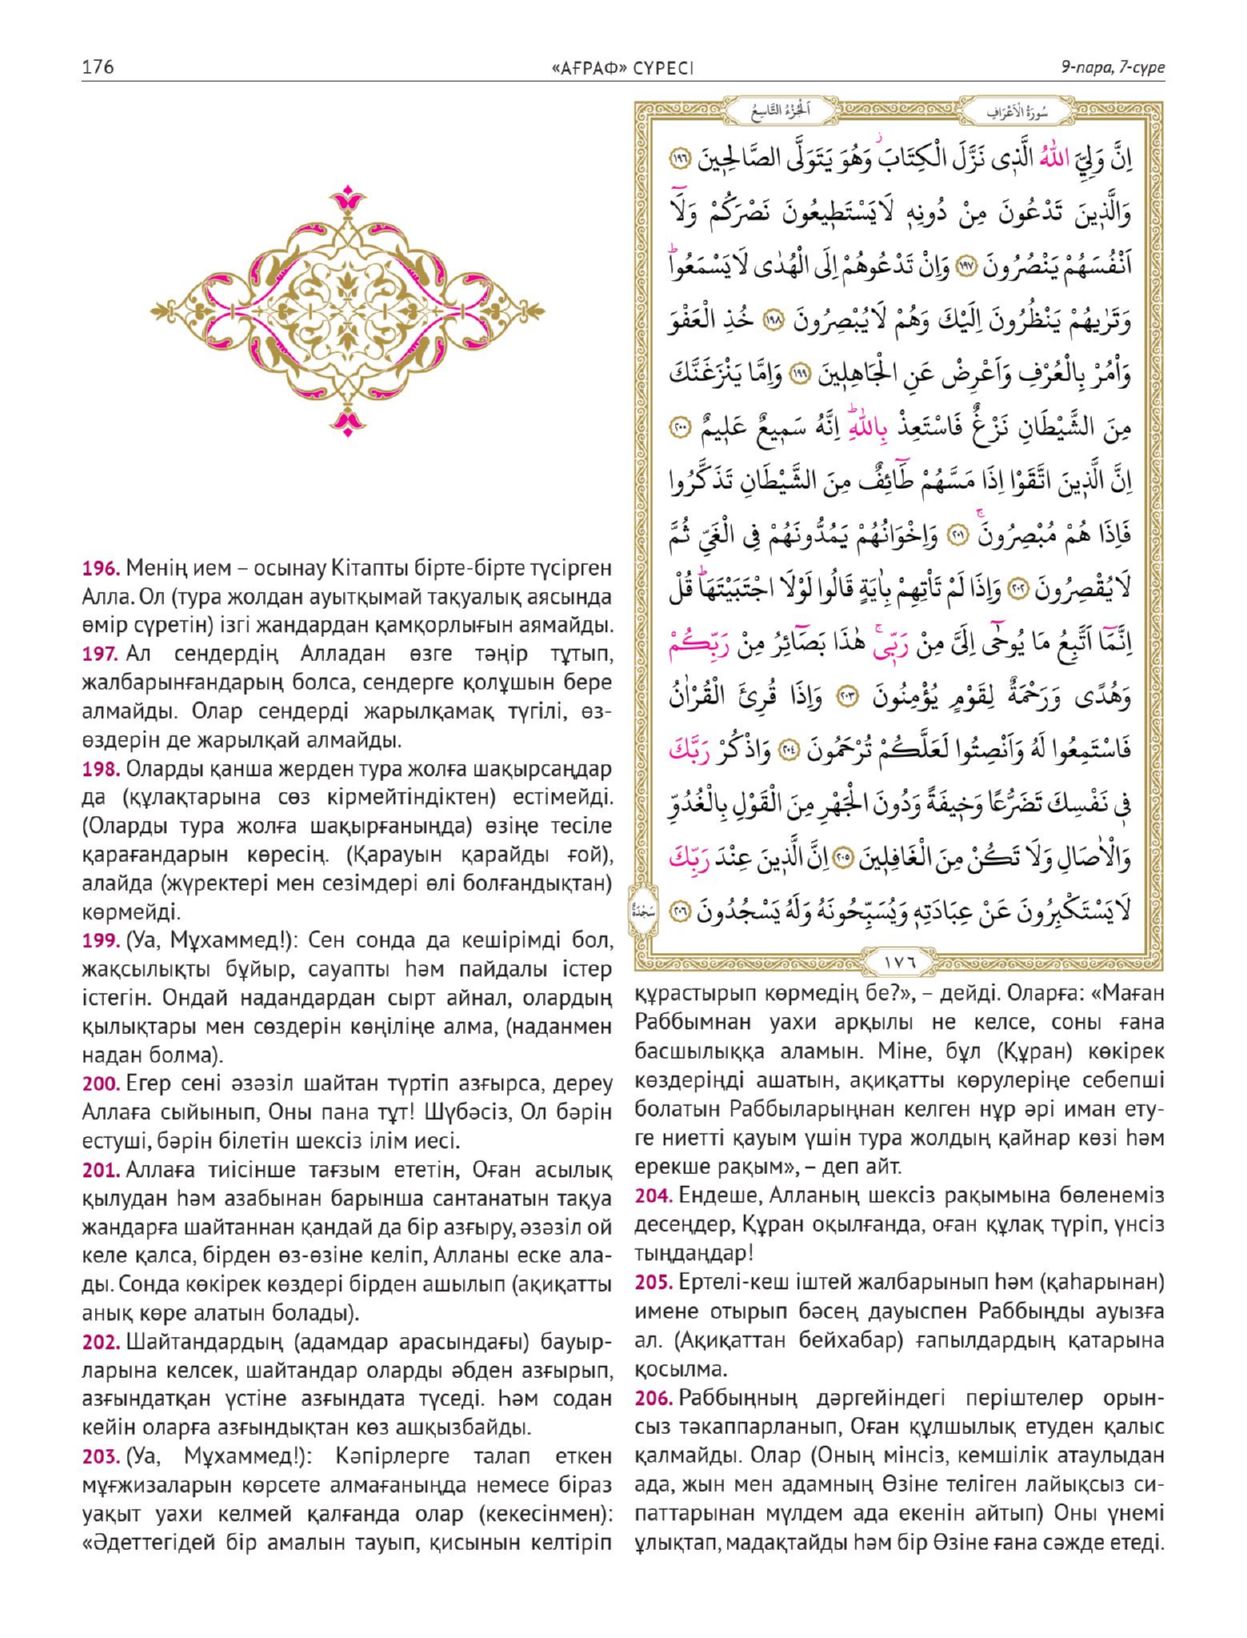 176
«АҒРАФ» СҮРЕСІ
9-пара, 7-сүре
اَلْجُزْءُ التَّاسِعُ
سُورَةُ الْاَعْرَافِ
اِنَّ وَلِيِّيَ اللّٰهُ الَّذ۪ي نَزَّلَ الْكِتَابَۘ وَهُوَ يَتَوَلَّى الصَّالِح۪ينَ ﴿١٩٦﴾
وَالَّذ۪ينَ تَدْعُونَ مِنْ دُونِه۪ لَا يَسْتَط۪يعُونَ نَصْرَكُمْ وَلَٓا
اَنْفُسَهُمْ يَنْصُرُونَ ﴿١٩٧﴾ وَاِنْ تَدْعُوهُمْ اِلَى الْهُدٰى لَا يَسْمَعُواۜ
وَتَرٰيهُمْ يَنْظُرُونَ اِلَيْكَ وَهُمْ لَا يُبْصِرُونَ ﴿١٩٨﴾ خُذِ الْعَفْوَ
وَأْمُرْ بِالْعُرْفِ وَاَعْرِضْ عَنِ الْجَاهِل۪ينَ ﴿١٩٩﴾ وَاِمَّا يَنْزَغَنَّكَ
مِنَ الشَّيْطَانِ نَزْغٌ فَاسْتَعِذْ بِاللّٰهِۜ اِنَّهُ سَم۪يعٌ عَل۪يمٌ ﴿٢٠٠﴾
اِنَّ الَّذ۪ينَ اتَّقَوْا اِذَا مَسَّهُمْ طَٓائِفٌ مِنَ الشَّيْطَانِ تَذَكَّرُوا
فَاِذَا هُمْ مُبْصِرُونَۚ ﴿٢٠١﴾ وَاِخْوَانُهُمْ يَمُدُّونَهُمْ فِي الْغَيِّ ثُمَّ
لَا يُقْصِرُونَ ﴿٢٠٢﴾ وَاِذَا لَمْ تَأْتِهِمْ بِاٰيَةٍ قَالُوا لَوْلَا اجْتَبَيْتَهَاۜ قُلْ
اِنَّمَٓا اَتَّبِعُ مَا يُوحٰٓى اِلَيَّ مِنْ رَبّ۪يۚ هٰذَا بَصَٓائِرُ مِنْ رَبِّكُمْ
وَهُدًى وَرَحْمَةٌ لِقَوْمٍ يُؤْمِنُونَ ﴿٢٠٣﴾ وَاِذَا قُرِئَ الْقُرْاٰنُ
فَاسْتَمِعُوا لَهُ وَاَنْصِتُوا لَعَلَّكُمْ تُرْحَمُونَ ﴿٢٠٤﴾ وَاذْكُرْ رَبَّكَ
ف۪ي نَفْسِكَ تَضَرُّعًا وَخ۪يفَةً وَدُونَ الْجَهْرِ مِنَ الْقَوْلِ بِالْغُدُوِّ
وَالْاٰصَالِ وَلَا تَكُنْ مِنَ الْغَافِل۪ينَ ﴿٢٠٥﴾ اِنَّ الَّذ۪ينَ عِنْدَ رَبِّكَ
لَا يَسْتَكْبِرُونَ عَنْ عِبَادَتِه۪ وَيُسَبِّحُونَهُ وَلَهُ يَسْجُدُونَ ﴿٢٠٦﴾
سَجْدَةٌ
١٧٦
196. Менің ием – осынау Кітапты бірте-бірте түсірген
Алла. Ол (тура жолдан ауытқымай тақуалық аясында
өмір сүретін) ізгі жандардан қамқорлығын аямайды.
197. Ал сендердің Алладан өзге тәңір тұтып,
жалбарынғандарың болса, сендерге қолұшын бере
алмайды. Олар сендерді жарылқамақ түгілі, өз-
өздерін де жарылқай алмайды.
198. Оларды қанша жерден тура жолға шақырсаңдар
да (құлақтарына сөз кірмейтіндіктен) естімейді.
(Оларды тура жолға шақырғаныңда) өзіңе тесіле
қарағандарын көресің. (Қарауын қарайды ғой),
алайда (жүректері мен сезімдері өлі болғандықтан)
көрмейді.
199. (Уа, Мұхаммед!): Сен сонда да кешірімді бол,
жақсылықты бұйыр, сауапты һәм пайдалы істер
істегін. Ондай надандардан сырт айнал, олардың
қылықтары мен сөздерін көңіліңе алма, (наданмен
надан болма).
200. Егер сені әзәзіл шайтан түртіп азғырса, дереу
Аллаға сыйынып, Оны пана тұт! Шүбәсіз, Ол бәрін
естуші, бәрін білетін шексіз ілім иесі.
201. Аллаға тиісінше тағзым ететін, Оған асылық
қылудан һәм азабынан барынша сантанатын тақуа
жандарға шайтаннан қандай да бір азғыру, әзәзіл ой
келе қалса, бірден өз-өзіне келіп, Алланы еске ала-
ды. Сонда көкірек көздері бірден ашылып (ақиқатты
анық көре алатын болады).
202. Шайтандардың (адамдар арасындағы) бауыр-
ларына келсек, шайтандар оларды әбден азғырып,
азғындатқан үстіне азғындата түседі. Һәм содан
кейін оларға азғындықтан көз ашқызбайды.
203. (Уа, Мұхаммед!): Кәпірлерге талап еткен
мұғжизаларын көрсете алмағаныңда немесе біраз
уақыт уахи келмей қалғанда олар (кекесінмен):
«Әдеттегідей бір амалын тауып, қисынын келтіріп
құрастырып көрмедің бе?», – дейді. Оларға: «Маған
Раббымнан уахи арқылы не келсе, соны ғана
басшылыққа аламын. Міне, бұл (Құран) көкірек
көздеріңді ашатын, ақиқатты көрулеріңе себепші
болатын Раббыларыңнан келген нұр әрі иман ету-
ге ниетті қауым үшін тура жолдың қайнар көзі һәм
ерекше рақым», – деп айт.
204. Ендеше, Алланың шексіз рақымына бөленеміз
десеңдер, Құран оқылғанда, оған құлақ түріп, үнсіз
тыңдаңдар!
205. Ертелі-кеш іштей жалбарынып һәм (қаһарынан)
имене отырып бәсең дауыспен Раббыңды ауызға
ал. (Ақиқаттан бейхабар) ғапылдардың қатарына
қосылма.
206. Раббыңның дәргейіндегі періштелер орын-
сыз тәкаппарланып, Оған құлшылық етуден қалыс
қалмайды. Олар (Оның мінсіз, кемшілік атаулыдан
ада, жын мен адамның Өзіне теліген лайықсыз си-
паттарынан мүлдем ада екенін айтып) Оны үнемі
ұлықтап, мадақтайды һәм бір Өзіне ғана сәжде етеді.